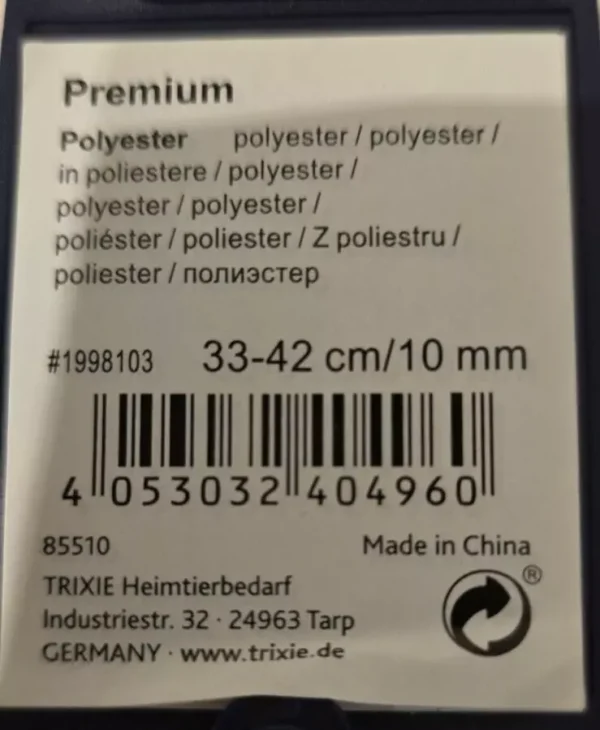 Premium
Polyester polyester / polyester /
in poliestere / polyester /
polyester / polyester /
poliéster / poliester / Z poliestru /
poliester / полиэстер
#1998103 33-42 cm/10 mm
4 053032 404960
85510 Made in China
TRIXIE Heimtierbedarf
Industriestr. 32 · 24963 Tarp
GERMANY · www.trixie.de
®